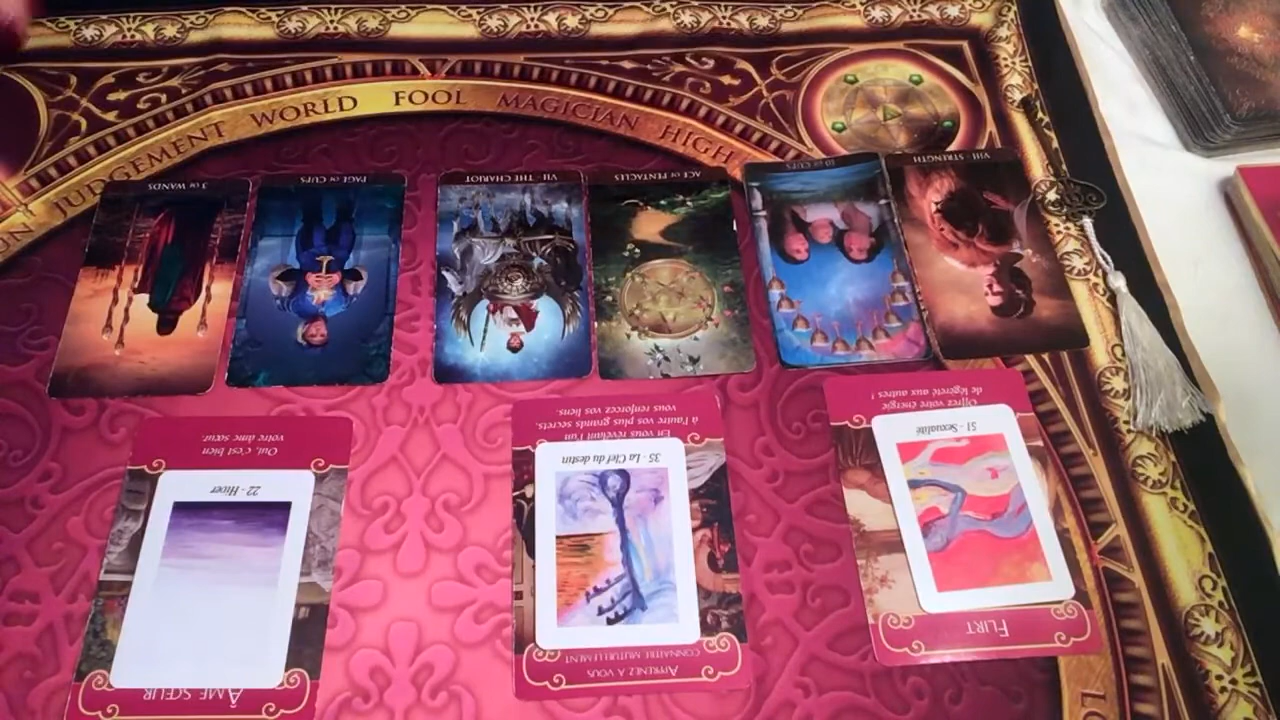 JUDGEMENT WORLD FOOL MAGICIAN HIGH
3 OF WANDS
PAGE OF CUPS
VII - THE CHARIOT
ACE OF PENTACLES
10 OF CUPS
VIII - STRENGTH
Oui, c'est bien
votre âme sœur.
22 - Hiver
ÂME SŒUR
En vous révélant l'un
à l'autre vos plus grands secrets,
vous renforcez vos liens.
35 - La Clef du destin
APPRENEZ À VOUS
CONNAÎTRE MUTUELLEMENT
Offrez votre énergie
de légèreté aux autres !
51 - Sexualité
FLIRT